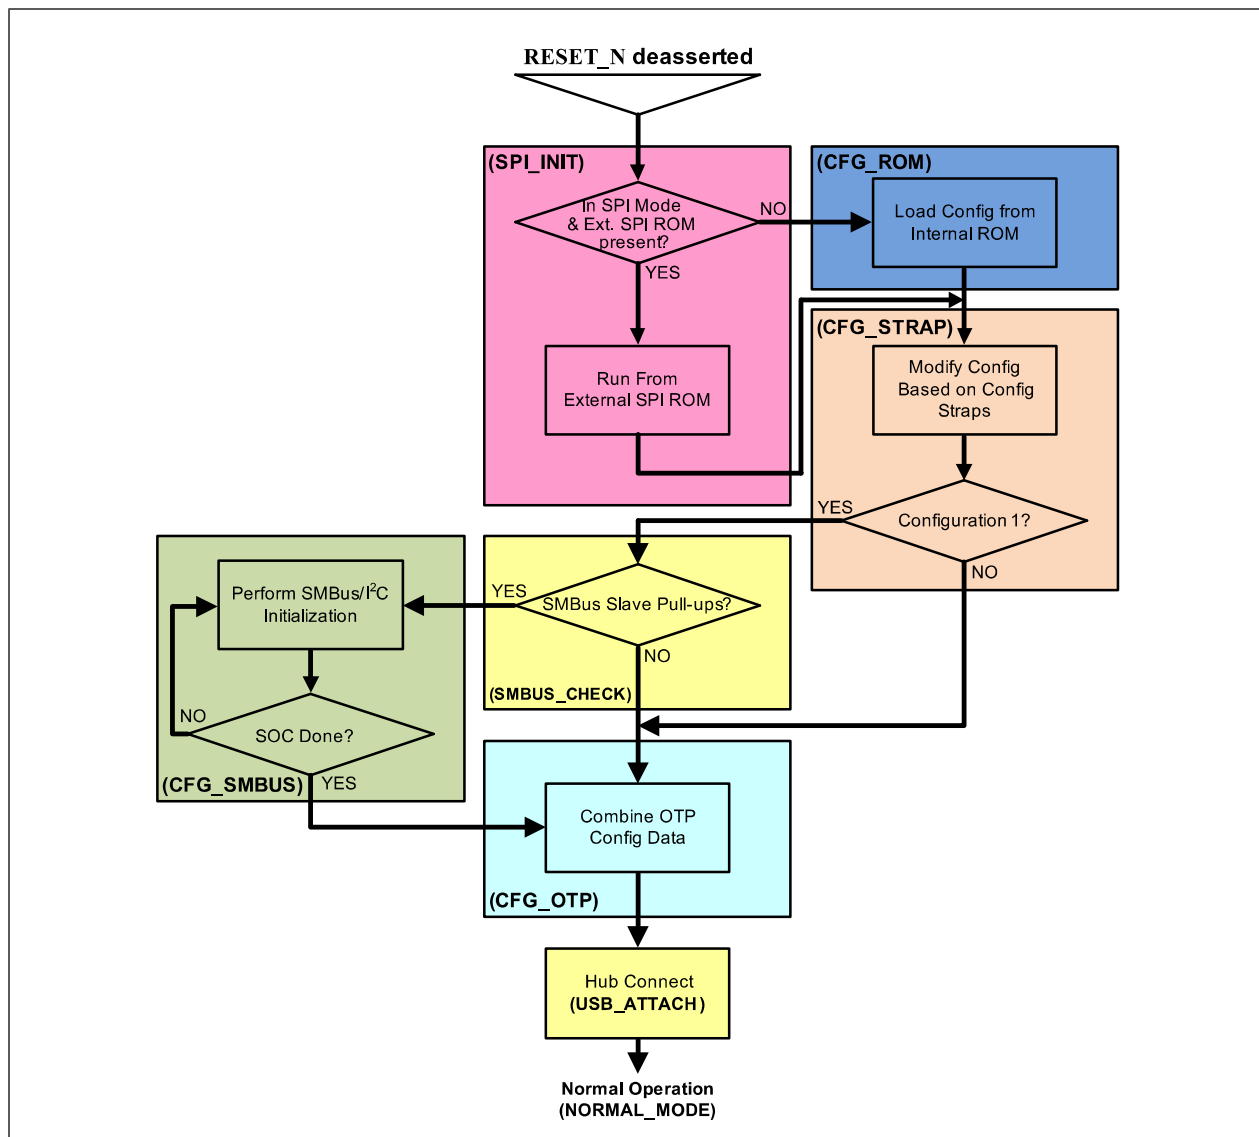 RESET_N deasserted
(SPI_INIT)
(CFG_ROM)
In SPI Mode
& Ext. SPI ROM
present?
NO
Load Config from
Internal ROM
YES
(CFG_STRAP)
Run From
External SPI ROM
Modify Config
Based on Config
Straps
YES
Configuration 1?
NO
Perform SMBus/I²C
Initialization
YES
SMBus Slave Pull-ups?
NO
(SMBUS_CHECK)
NO
SOC Done?
(CFG_SMBUS)
YES
Combine OTP
Config Data
(CFG_OTP)
Hub Connect
(USB_ATTACH)
Normal Operation
(NORMAL_MODE)